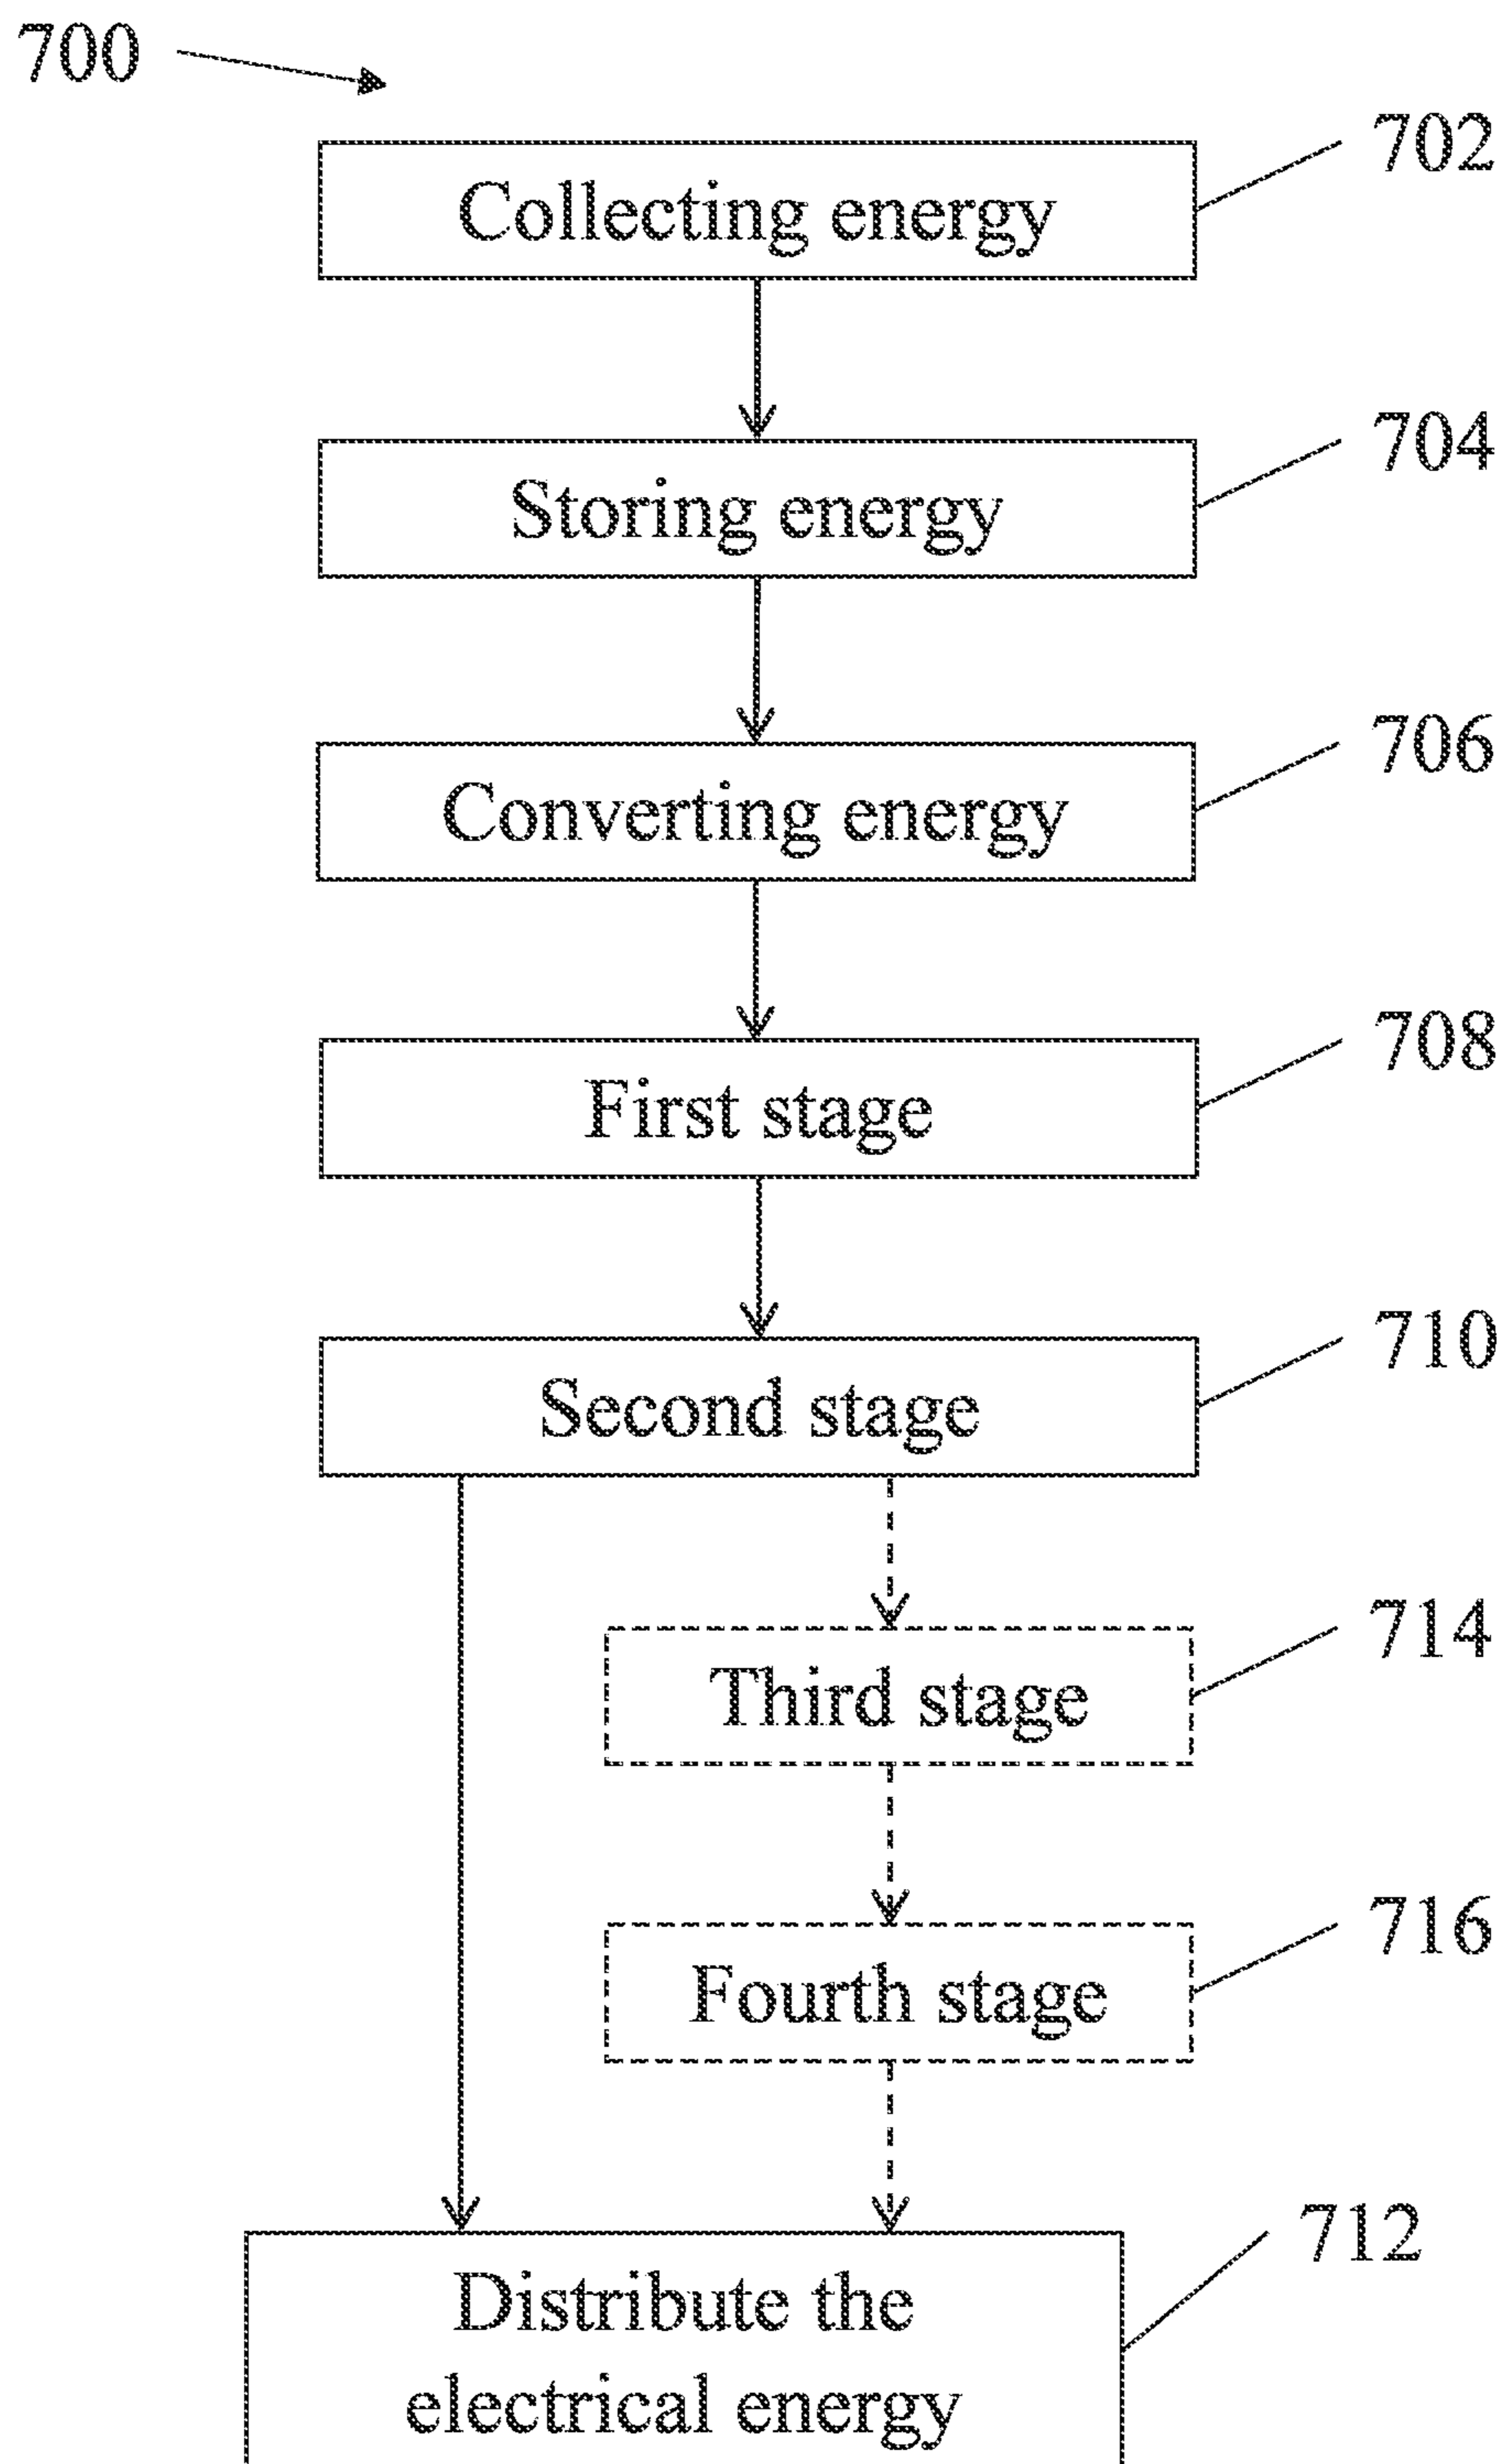 700
702
Collecting energy
704
Storing energy
706
Converting energy
708
First stage
710
Second stage
714
Third stage
716
Fourth stage
712
Distribute the
electrical energy